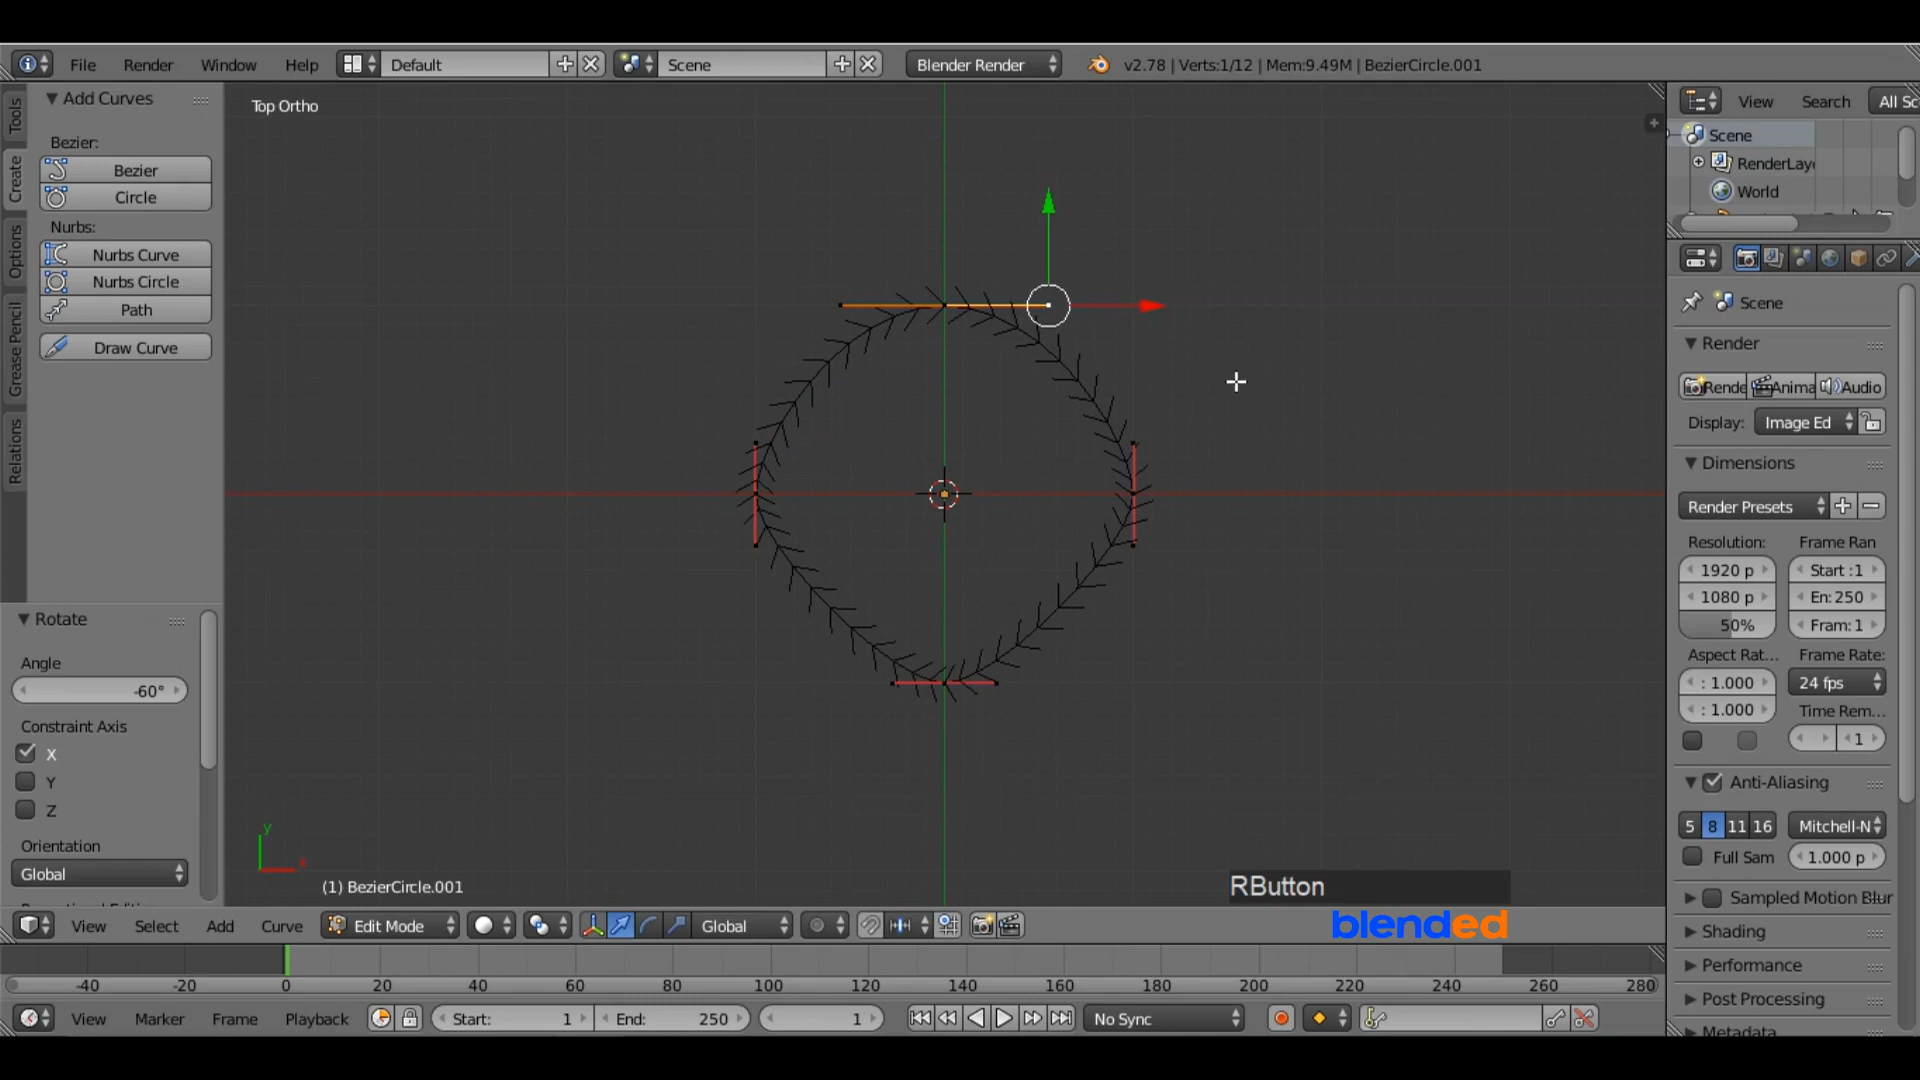 File Render Window Help Default Scene Blender Render v2.78 | Verts:1/12 | Mem:9.49M | BezierCircle.001
Tools
Create
Options
Grease Pencil
Relations
Add Curves
Bezier:
Bezier
Circle
Nurbs:
Nurbs Curve
Nurbs Circle
Path
Draw Curve
Rotate
Angle
-60°
Constraint Axis
X
Y
Z
Orientation
Global
Top Ortho
y
x
(1) BezierCircle.001
RButton
blended
View Select Add Curve Edit Mode Global
-40 -20 0 20 40 60 80 100 120 140 160 180 200 220 240 260 280
View Marker Frame Playback Start: 1 End: 250 1 No Sync
View Search All Sc
Scene
RenderLay
World
Scene
Render
Rende Anima Audio
Display: Image Ed
Dimensions
Render Presets
Resolution: Frame Ran
1920 p Start :1
1080 p En: 250
50% Fram: 1
Aspect Rat... Frame Rate:
: 1.000 24 fps
: 1.000 Time Rem...
1
Anti-Aliasing
5 8 11 16 Mitchell-N
Full Sam 1.000 p
Sampled Motion Blur
Shading
Performance
Post Processing
Metadata